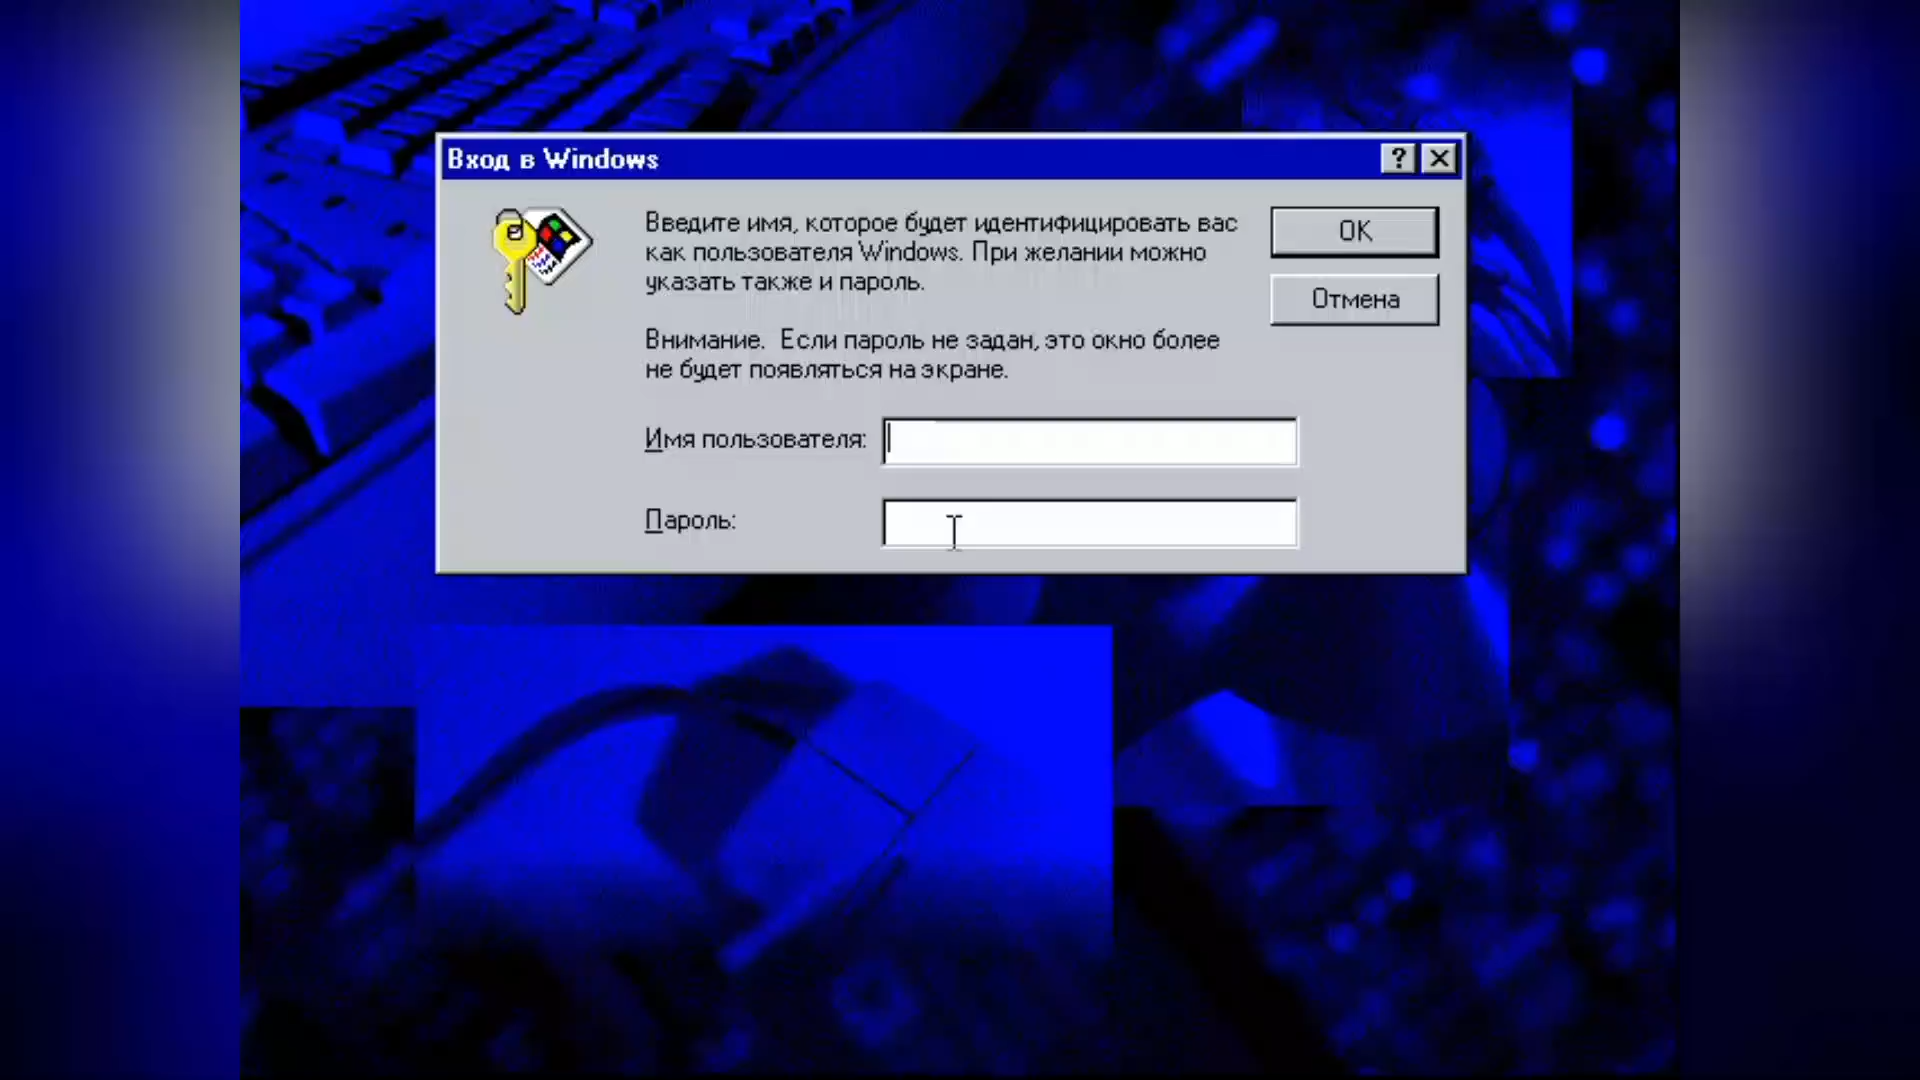 Вход в Windows
Введите имя, которое будет идентифицировать вас
как пользователя Windows. При желании можно
указать также и пароль.
OK
Отмена
Внимание. Если пароль не задан, это окно более
не будет появляться на экране.
Имя пользователя:
Пароль: